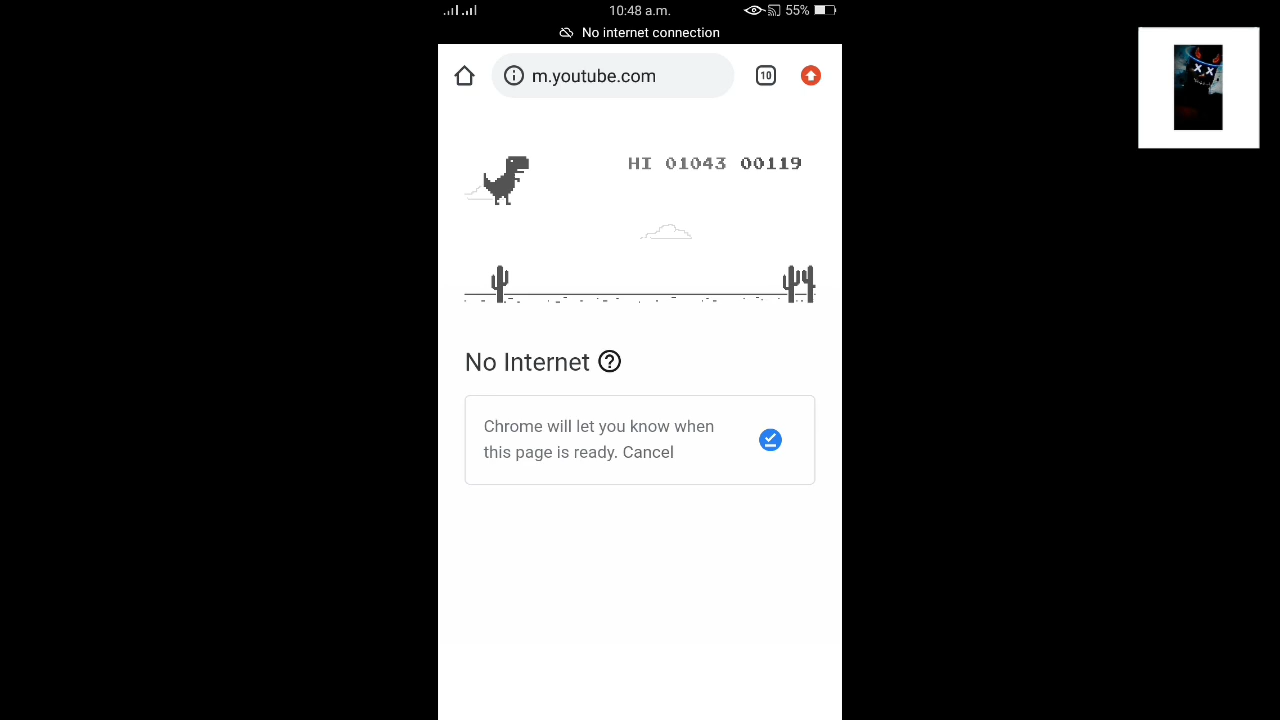 10:48 a.m.
55%
No internet connection
m.youtube.com
10
HI 01043 00119
No Internet
Chrome will let you know when
this page is ready. Cancel